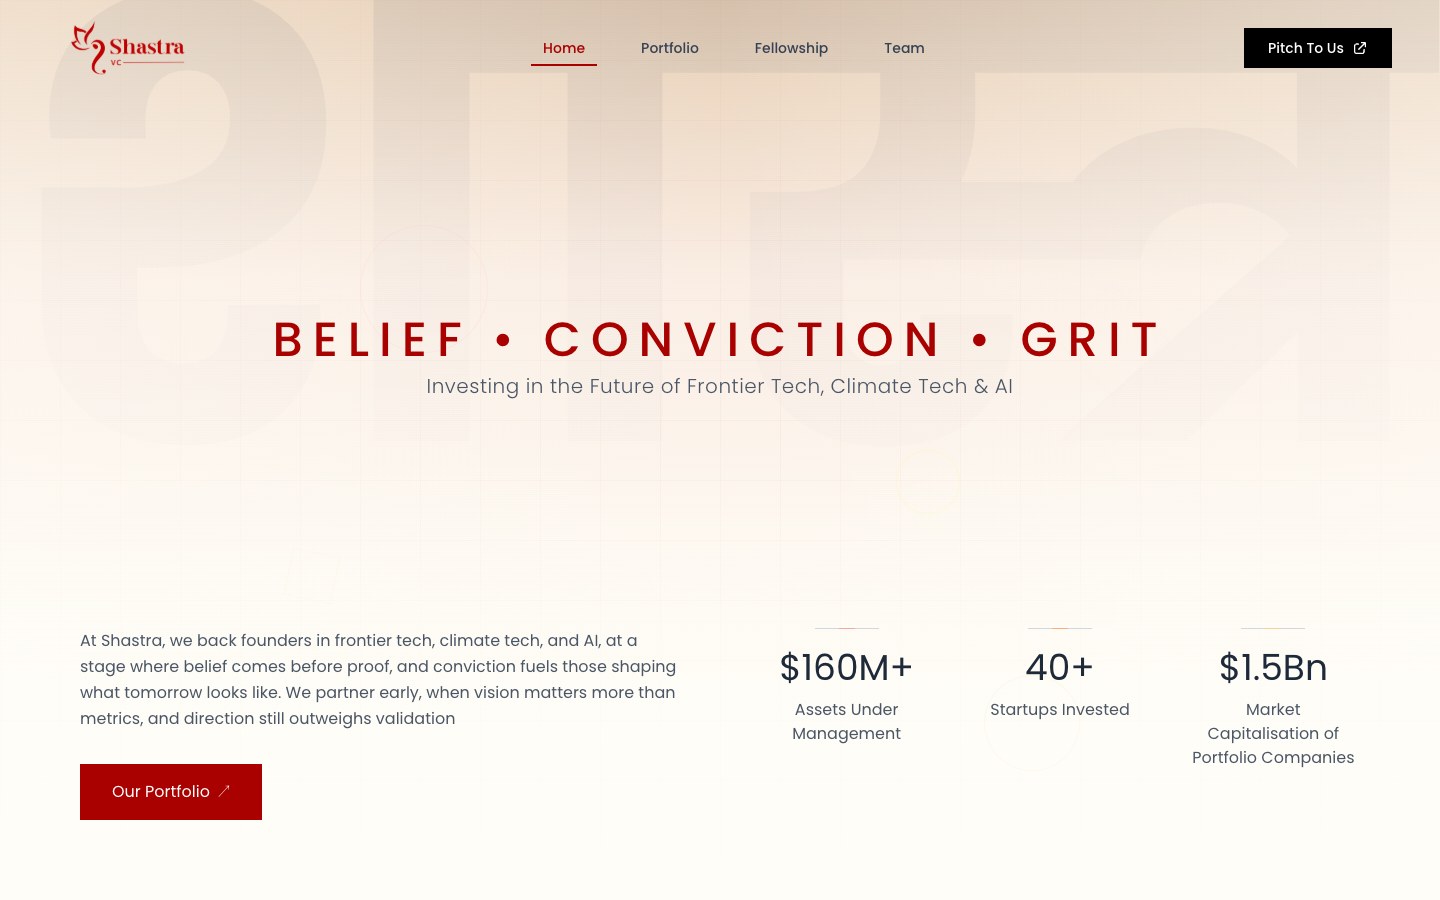 Shastra
VC
Home
Portfolio
Fellowship
Team
Pitch To Us
BELIEF • CONVICTION • GRIT
Investing in the Future of Frontier Tech, Climate Tech & AI
At Shastra, we back founders in frontier tech, climate tech, and AI, at a
stage where belief comes before proof, and conviction fuels those shaping
what tomorrow looks like. We partner early, when vision matters more than
metrics, and direction still outweighs validation
Our Portfolio
$160M+
Assets Under
Management
40+
Startups Invested
$1.5Bn
Market
Capitalisation of
Portfolio Companies